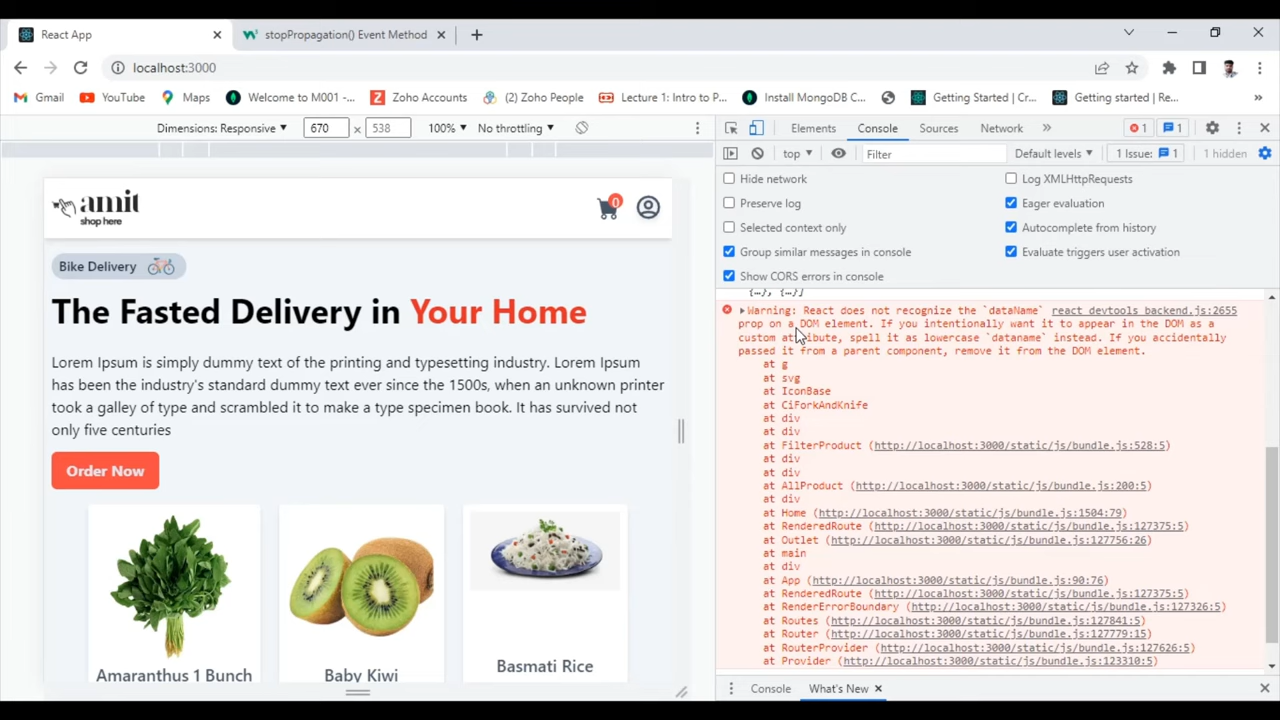 React App
stopPropagation() Event Method
localhost:3000
Gmail
YouTube
Maps
Welcome to M001 -...
Zoho Accounts
(2) Zoho People
Lecture 1: Intro to P...
Install MongoDB C...
Getting Started | Cr...
Getting started | Re...
»
Dimensions: Responsive
670 × 538
100%
No throttling
amit
shop here
0
Bike Delivery
The Fasted Delivery in Your Home
Lorem Ipsum is simply dummy text of the printing and typesetting industry. Lorem Ipsum
has been the industry's standard dummy text ever since the 1500s, when an unknown printer
took a galley of type and scrambled it to make a type specimen book. It has survived not
only five centuries
Order Now
Amaranthus 1 Bunch
Baby Kiwi
Basmati Rice
Elements
Console
Sources
Network
»
1
1
top
Filter
Default levels
1 Issue: 1
1 hidden
Hide network
Log XMLHttpRequests
Preserve log
Eager evaluation
Selected context only
Autocomplete from history
Group similar messages in console
Evaluate triggers user activation
Show CORS errors in console
{…}, {…}]
Warning: React does not recognize the `dataName` react devtools backend.js:2655
prop on a DOM element. If you intentionally want it to appear in the DOM as a
custom attribute, spell it as lowercase `dataname` instead. If you accidentally
passed it from a parent component, remove it from the DOM element.
at g
at svg
at IconBase
at CiForkAndKnife
at div
at div
at FilterProduct (http://localhost:3000/static/js/bundle.js:528:5)
at div
at div
at AllProduct (http://localhost:3000/static/js/bundle.js:200:5)
at div
at Home (http://localhost:3000/static/js/bundle.js:1504:79)
at RenderedRoute (http://localhost:3000/static/js/bundle.js:127375:5)
at Outlet (http://localhost:3000/static/js/bundle.js:127756:26)
at main
at div
at App (http://localhost:3000/static/js/bundle.js:90:76)
at RenderedRoute (http://localhost:3000/static/js/bundle.js:127375:5)
at RenderErrorBoundary (http://localhost:3000/static/js/bundle.js:127326:5)
at Routes (http://localhost:3000/static/js/bundle.js:127841:5)
at Router (http://localhost:3000/static/js/bundle.js:127779:15)
at RouterProvider (http://localhost:3000/static/js/bundle.js:127626:5)
at Provider (http://localhost:3000/static/js/bundle.js:123310:5)
Console
What's New